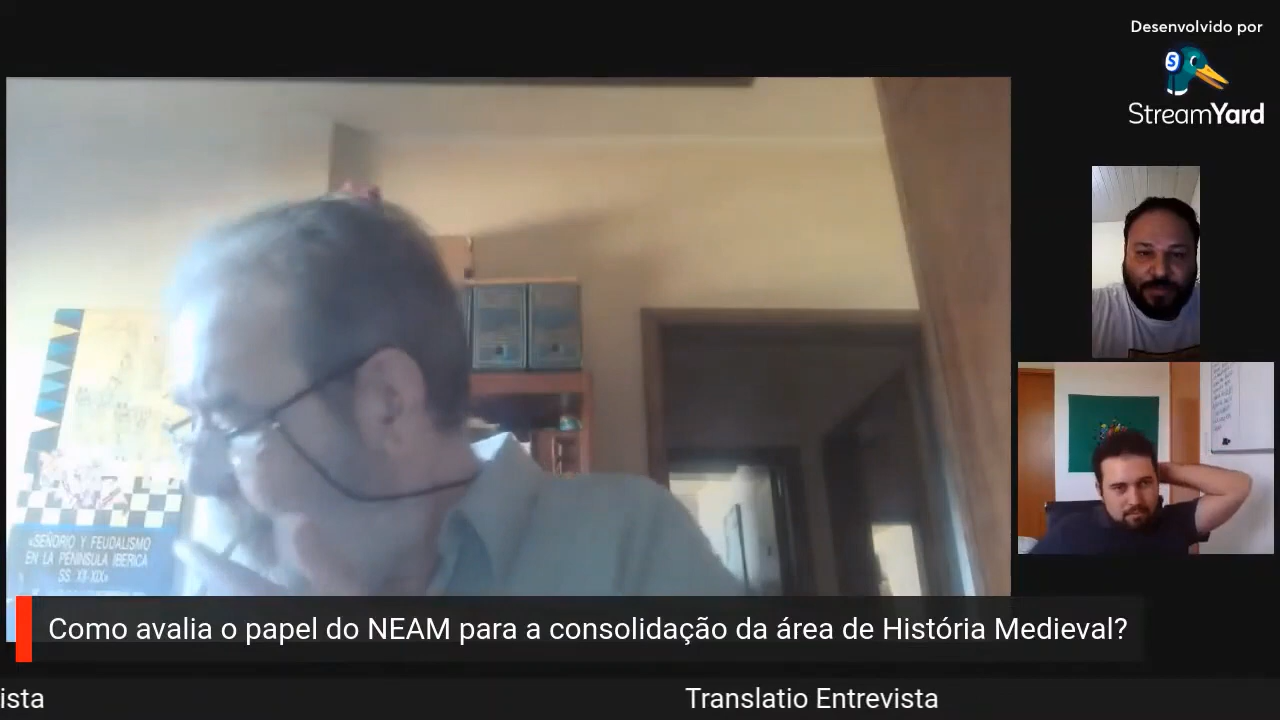 Desenvolvido por
S
StreamYard
«SEÑORIO Y FEUDALISMO
EN LA PENINSULA IBERICA
SS. XII-XIX»
Como avalia o papel do NEAM para a consolidação da área de História Medieval?
ista
Translatio Entrevista